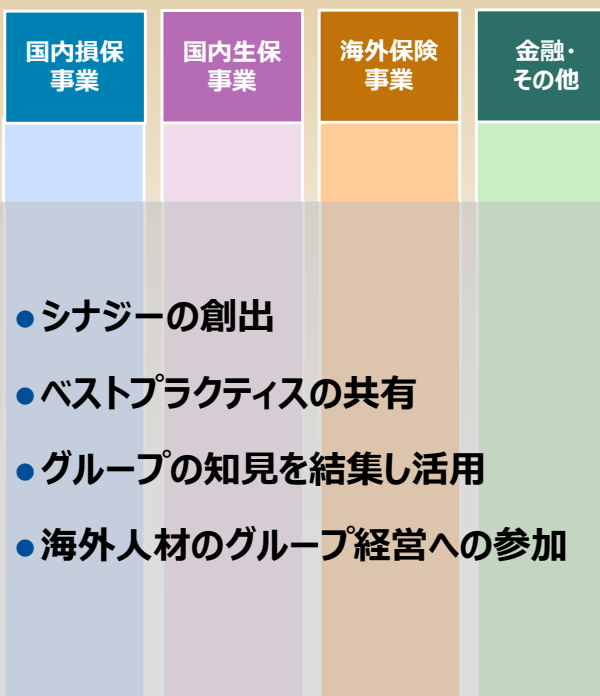 国内損保
事業
国内生保
事業
海外保険
事業
金融・
その他
●シナジーの創出
●ベストプラクティスの共有
●グループの知見を結集し活用
●海外人材のグループ経営への参加